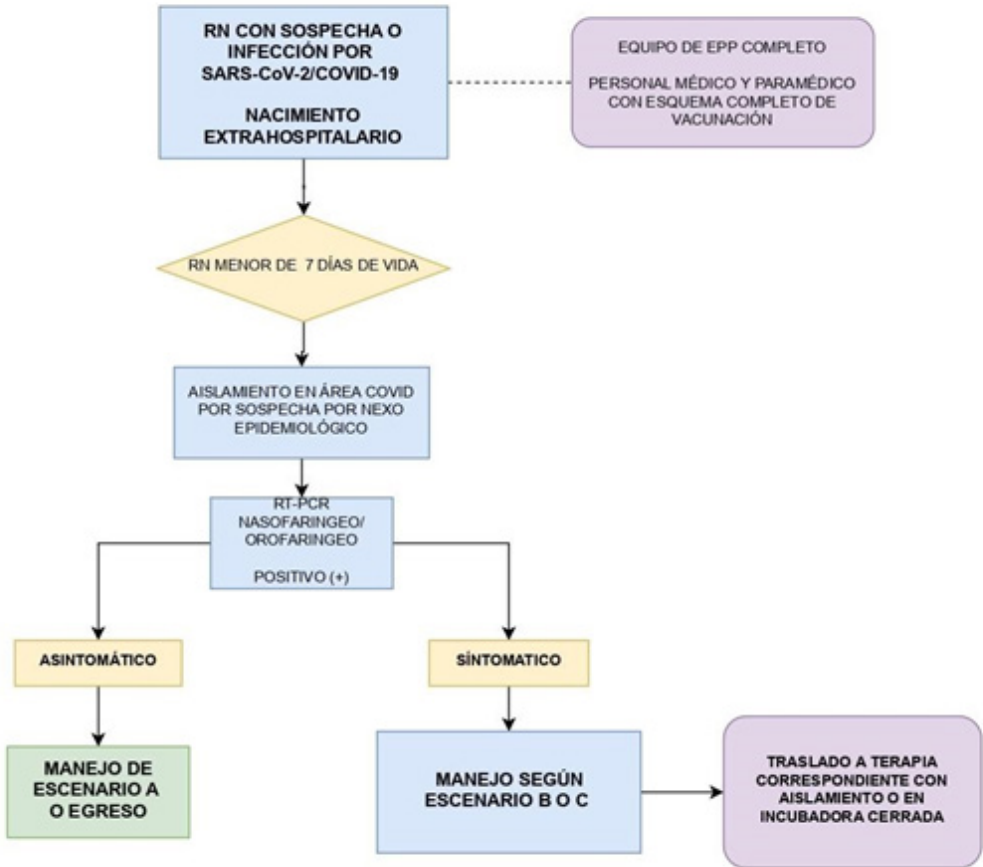 RN CON SOSPECHA O
INFECCIÓN POR
SARS-CoV-2/COVID-19
NACIMIENTO
EXTRAHOSPITALARIO
EQUIPO DE EPP COMPLETO
PERSONAL MÉDICO Y PARAMÉDICO
CON ESQUEMA COMPLETO DE
VACUNACIÓN
RN MENOR DE 7 DÍAS DE VIDA
AISLAMIENTO EN ÁREA COVID
POR SOSPECHA POR NEXO
EPIDEMIOLÓGICO
RT-PCR
NASOFARINGEO/
OROFARINGEO
POSITIVO (+)
ASINTOMÁTICO
SÍNTOMATICO
MANEJO DE
ESCENARIO A
O EGRESO
MANEJO SEGÚN
ESCENARIO B O C
TRASLADO A TERAPIA
CORRESPONDIENTE CON
AISLAMIENTO O EN
INCUBADORA CERRADA